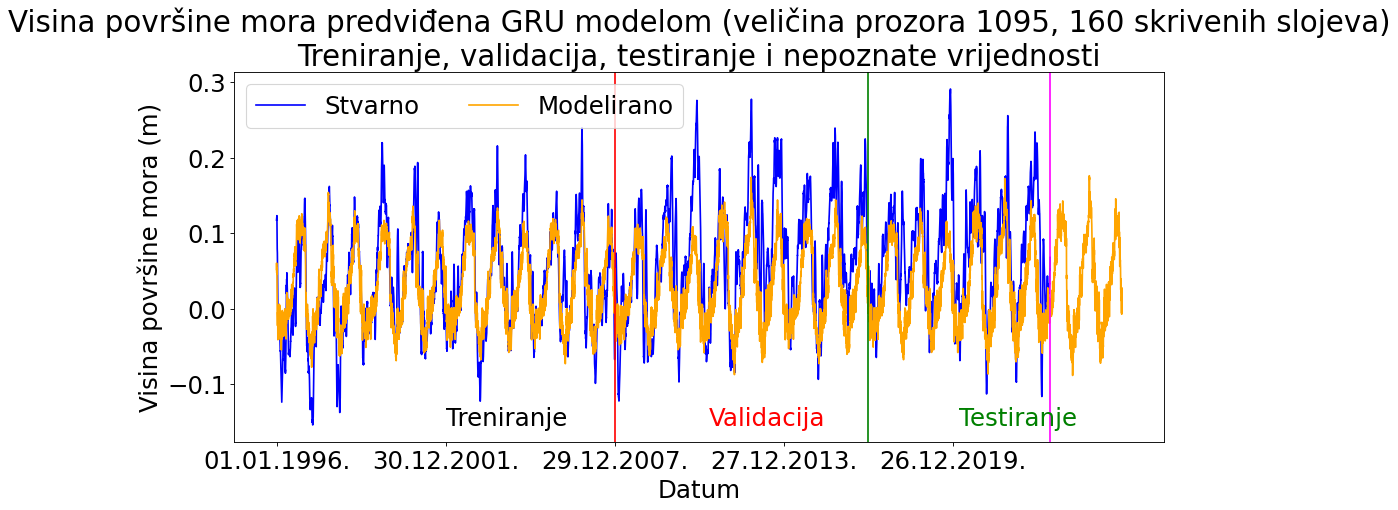 Visina površine mora predviđena GRU modelom (veličina prozora 1095, 160 skrivenih slojeva)
Treniranje, validacija, testiranje i nepoznate vrijednosti
Stvarno Modelirano
Visina površine mora (m)
0.3
0.2
0.1
0.0
−0.1
Treniranje Validacija Testiranje
01.01.1996. 30.12.2001. 29.12.2007. 27.12.2013. 26.12.2019.
Datum